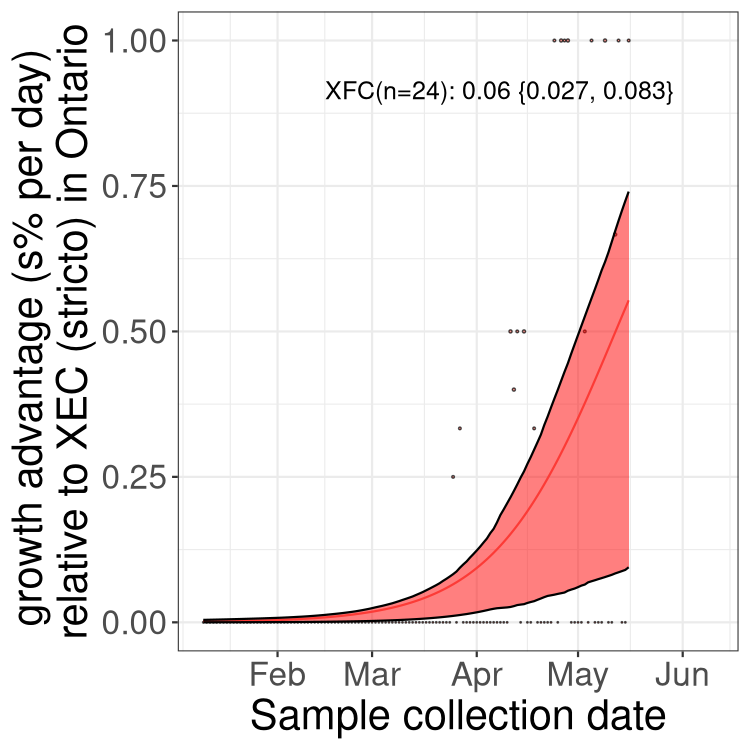 growth advantage (s% per day)
relative to XEC (stricto) in Ontario
1.00
XFC(n=24): 0.06 {0.027, 0.083}
0.75
0.50
0.25
0.00
Feb Mar Apr May Jun
Sample collection date